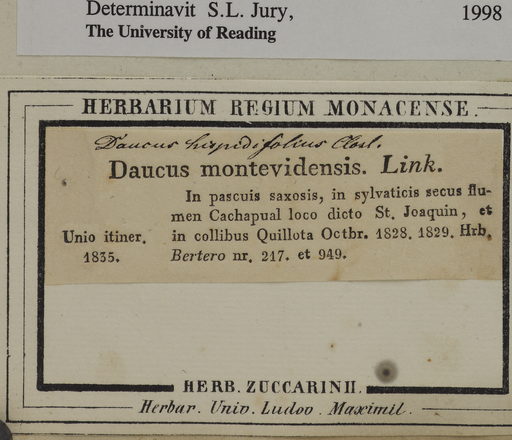 Determinavit S.L. Jury, 1998
The University of Reading
HERBARIUM REGIUM MONACENSE.
Daucus hispidifolius Clos.
Daucus montevidensis. Link.
In pascuis saxosis, in sylvaticis secus flu-
men Cachapual loco dicto St. Joaquin, et
Unio itiner. in collibus Quillota Octbr. 1828. 1829. Hrb.
1835. Bertero nr. 217. et 949.
HERB. ZUCCARINII.
Herbar. Univ. Ludov. Maximil.